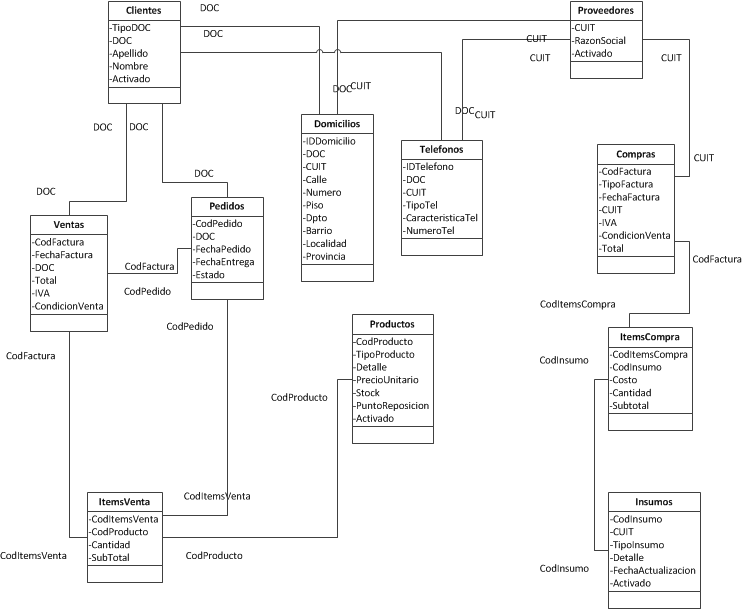 Clientes
-TipoDOC
-DOC
-Apellido
-Nombre
-Activado
DOC
DOC
Proveedores
-CUIT
-RazonSocial
-Activado
CUIT
CUIT
CUIT
DOC
CUIT
DOC
CUIT
DOC
DOC
Domicilios
-IDDomicilio
-DOC
-CUIT
-Calle
-Numero
-Piso
-Dpto
-Barrio
-Localidad
-Provincia
Telefonos
-IDTelefono
-DOC
-CUIT
-TipoTel
-CaracteristicaTel
-NumeroTel
Compras
-CodFactura
-TipoFactura
-FechaFactura
-CUIT
-IVA
-CondicionVenta
-Total
CUIT
DOC
DOC
Ventas
-CodFactura
-FechaFactura
-DOC
-Total
-IVA
-CondicionVenta
Pedidos
-CodPedido
-DOC
-FechaPedido
-FechaEntrega
-Estado
CodFactura
CodPedido
CodFactura
CodItemsCompra
CodPedido
CodFactura
Productos
-CodProducto
-TipoProducto
-Detalle
-PrecioUnitario
-Stock
-PuntoReposicion
-Activado
CodProducto
ItemsCompra
-CodItemsCompra
-CodInsumo
-Costo
-Cantidad
-Subtotal
CodInsumo
ItemsVenta
-CodItemsVenta
-CodProducto
-Cantidad
-SubTotal
CodItemsVenta
CodItemsVenta
CodProducto
Insumos
-CodInsumo
-CUIT
-TipoInsumo
-Detalle
-FechaActualizacion
-Activado
CodInsumo